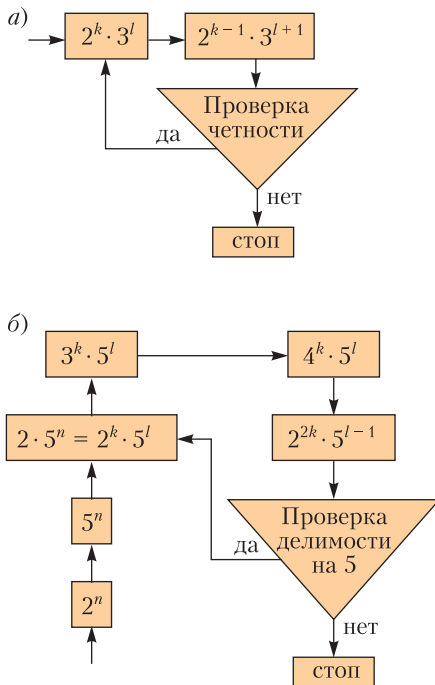 а)
2^k · 3^l
2^{k−1} · 3^{l+1}
Проверка
четности
да
нет
стоп
б)
3^k · 5^l
4^k · 5^l
2 · 5^n = 2^k · 5^l
2^{2k} · 5^{l−1}
5^n
Проверка
делимости
на 5
да
2^n
нет
стоп